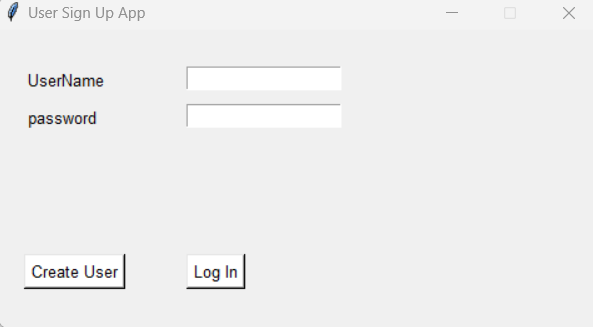 User Sign Up App
UserName
password
Create User
Log In